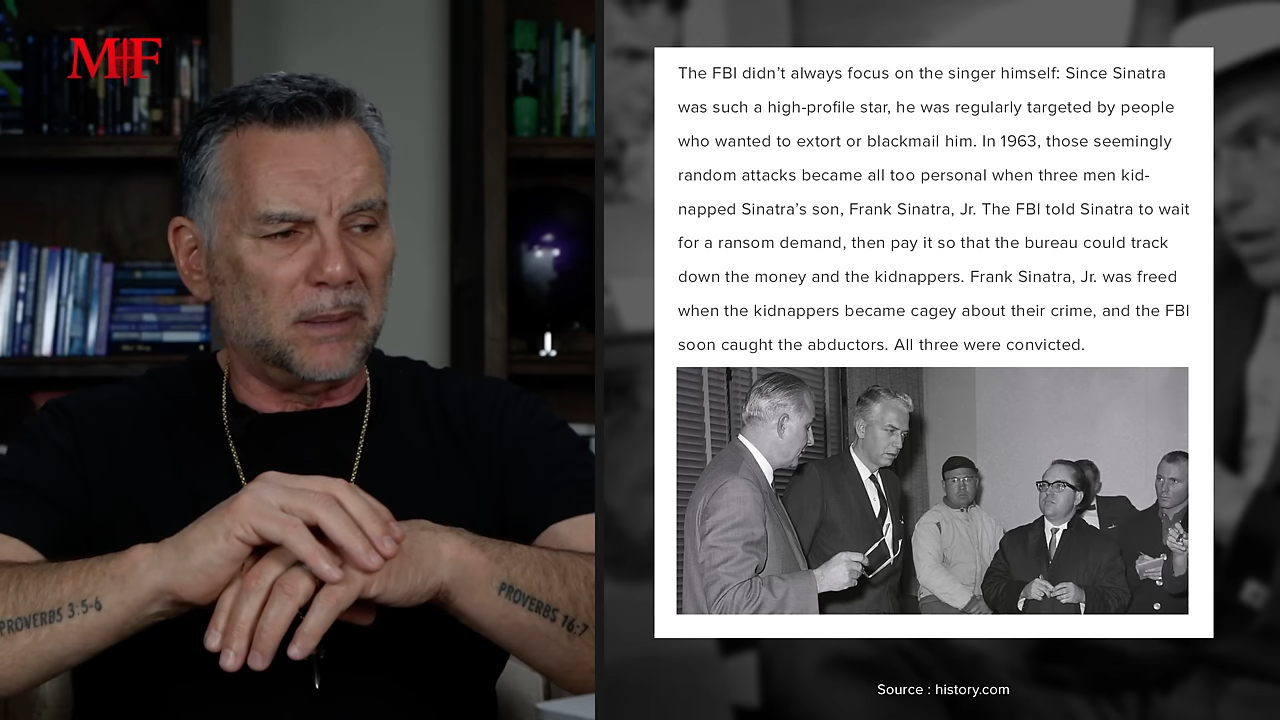 M F
The FBI didn't always focus on the singer himself: Since Sinatra
was such a high-profile star, he was regularly targeted by people
who wanted to extort or blackmail him. In 1963, those seemingly
random attacks became all too personal when three men kid-
napped Sinatra's son, Frank Sinatra, Jr. The FBI told Sinatra to wait
for a ransom demand, then pay it so that the bureau could track
down the money and the kidnappers. Frank Sinatra, Jr. was freed
when the kidnappers became cagey about their crime, and the FBI
soon caught the abductors. All three were convicted.
PROVERBS 3:5-6
PROVERBS 16:7
Source : history.com